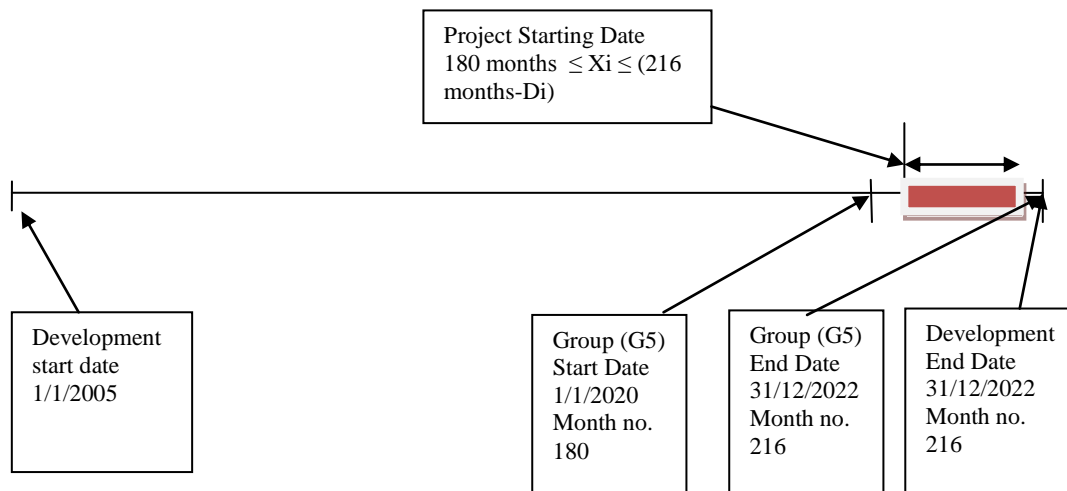 Project Starting Date
180 months ≤ Xi ≤ (216
months-Di)
Development
start date
1/1/2005
Group (G5)
Start Date
1/1/2020
Month no.
180
Group (G5)
End Date
31/12/2022
Month no.
216
Development
End Date
31/12/2022
Month no.
216